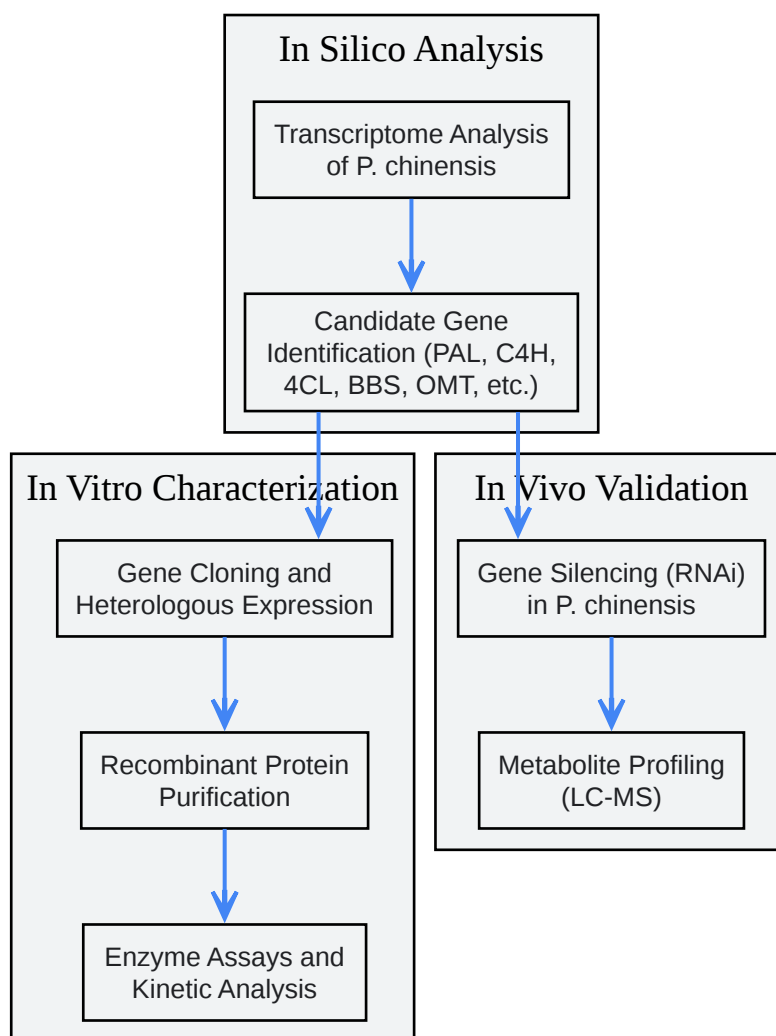 In Silico Analysis
Transcriptome Analysis
of P. chinensis
Candidate Gene
Identification (PAL, C4H,
4CL, BBS, OMT, etc.)
In Vitro Characterization
Gene Cloning and
Heterologous Expression
Recombinant Protein
Purification
Enzyme Assays and
Kinetic Analysis
In Vivo Validation
Gene Silencing (RNAi)
in P. chinensis
Metabolite Profiling
(LC-MS)